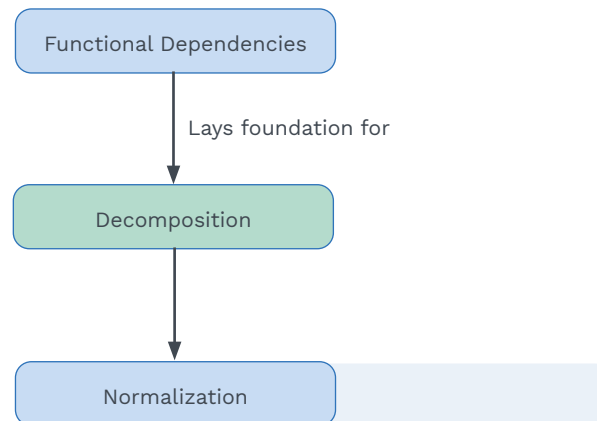 Functional Dependencies
Lays foundation for
Decomposition
Normalization